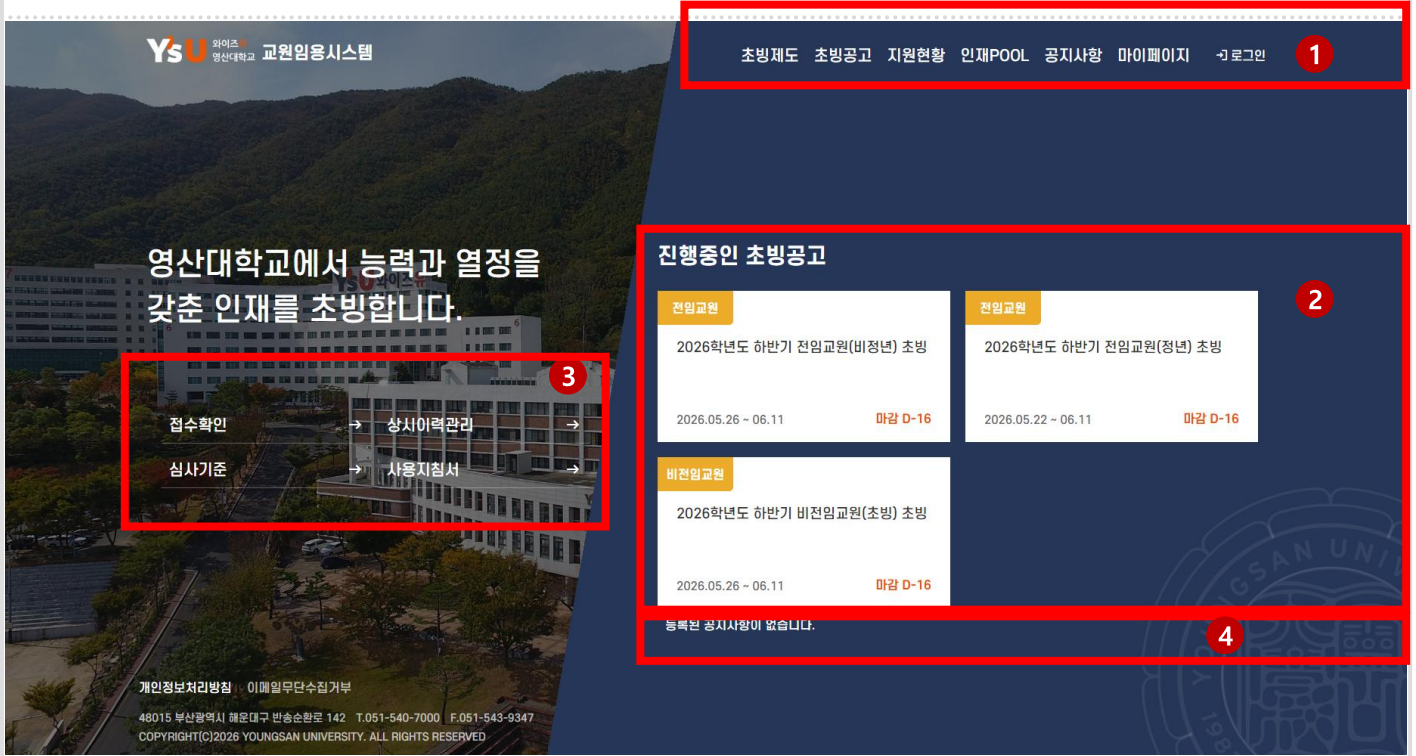 YsU 와이즈유 영산대학교 교원임용시스템
초빙제도 초빙공고 지원현황 인재POOL 공지사항 마이페이지 로그인
1
영산대학교에서 능력과 열정을
갖춘 인재를 초빙합니다.
YSU 와이즈유
3
접수확인 → 상시이력관리 →
심사기준 → 사용지침서 →
진행중인 초빙공고
2
전임교원
2026학년도 하반기 전임교원(비정년) 초빙
2026.05.26 ~ 06.11 마감 D-16
전임교원
2026학년도 하반기 전임교원(정년) 초빙
2026.05.22 ~ 06.11 마감 D-16
비전임교원
2026학년도 하반기 비전임교원(초빙) 초빙
2026.05.26 ~ 06.11 마감 D-16
등록된 공지사항이 없습니다.
4
개인정보처리방침 이메일무단수집거부
48015 부산광역시 해운대구 반송순환로 142 T.051-540-7000 F.051-543-9347
COPYRIGHT(C)2026 YOUNGSAN UNIVERSITY. ALL RIGHTS RESERVED